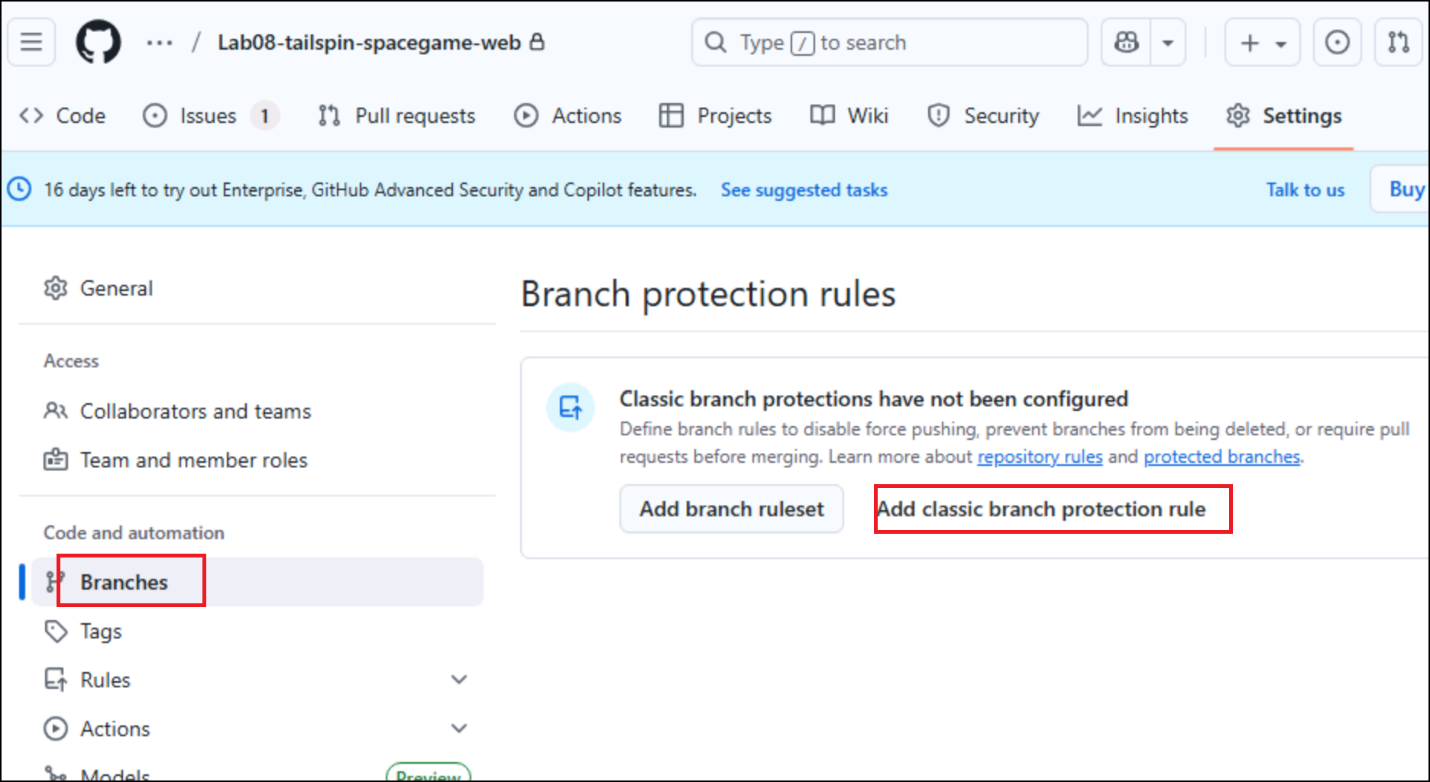 ... / Lab08-tailspin-spacegame-web
Type / to search
Code Issues 1 Pull requests Actions Projects Wiki Security Insights Settings
16 days left to try out Enterprise, GitHub Advanced Security and Copilot features. See suggested tasks Talk to us Buy
General
Access
Collaborators and teams
Team and member roles
Code and automation
Branches
Tags
Rules
Actions
Models Preview
Branch protection rules
Classic branch protections have not been configured
Define branch rules to disable force pushing, prevent branches from being deleted, or require pull
requests before merging. Learn more about repository rules and protected branches.
Add branch ruleset Add classic branch protection rule